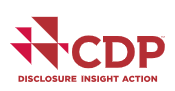 CDP
DISCLOSURE INSIGHT ACTION